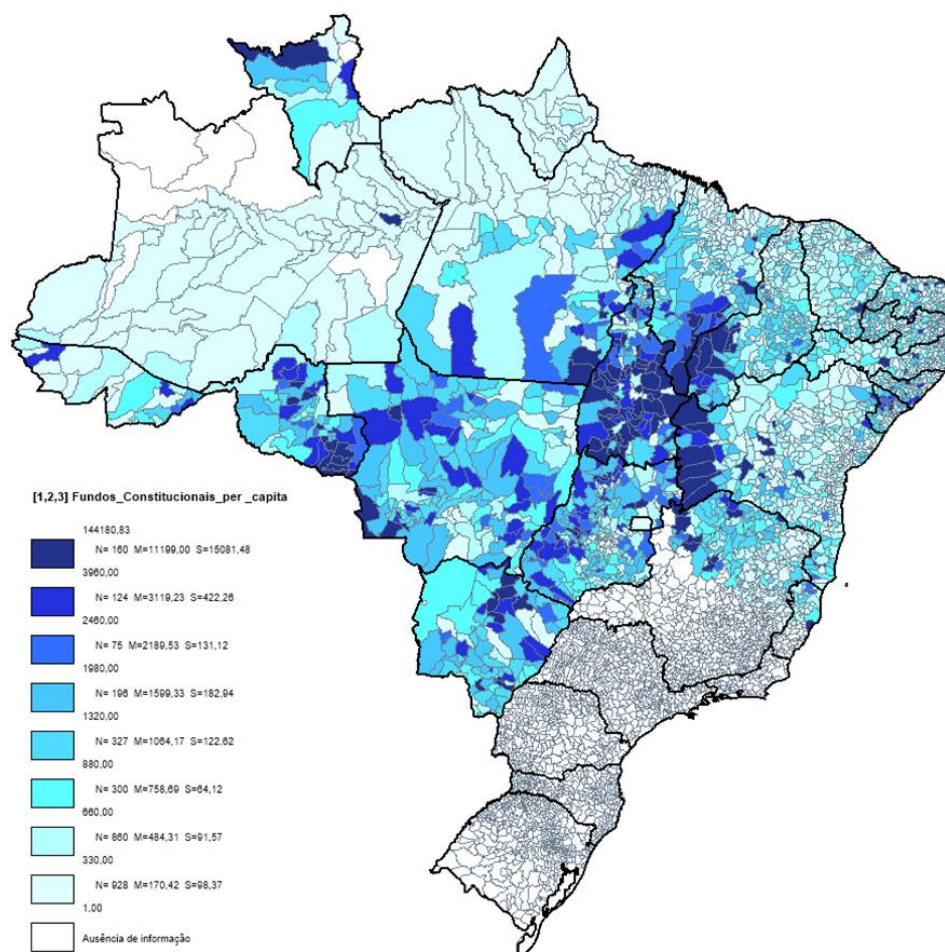 [1,2,3] Fundos_Constitucionais_per _capita
144180,83
N= 160 M=11199,00 S=15081,48
3960,00
N= 124 M=3119,23 S=422,26
2460,00
N= 75 M=2189,53 S=131,12
1980,00
N= 196 M=1599,33 S=182,94
1320,00
N= 327 M=1064,17 S=122,62
880,00
N= 300 M=758,69 S=64,12
660,00
N= 860 M=484,31 S=91,57
330,00
N= 928 M=170,42 S=98,37
1,00
Ausência de informação